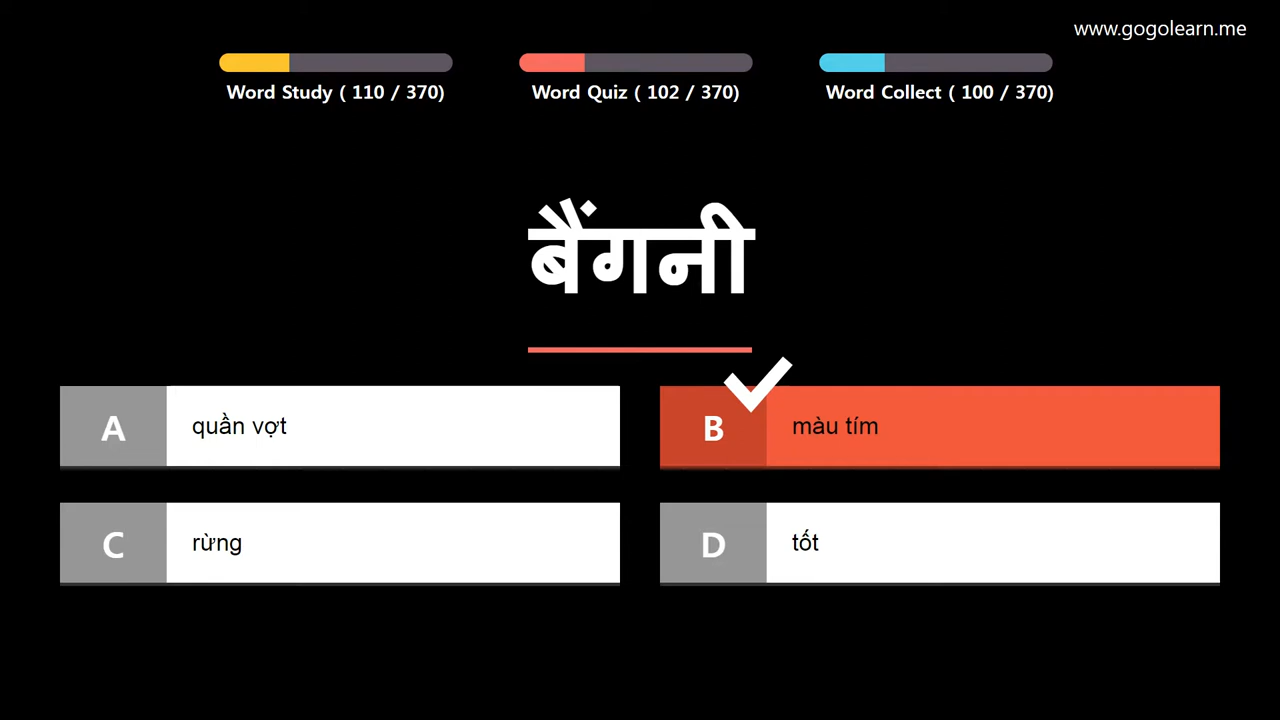 www.gogolearn.me
Word Study ( 110 / 370)
Word Quiz ( 102 / 370)
Word Collect ( 100 / 370)
बैंगनी
A quần vợt
B màu tím
C rừng
D tốt